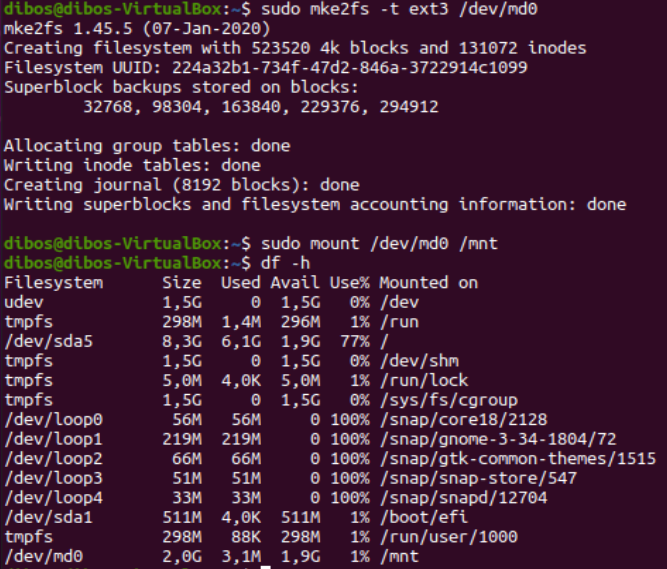 dibos@dibos-VirtualBox:~$ sudo mke2fs -t ext3 /dev/md0
mke2fs 1.45.5 (07-Jan-2020)
Creating filesystem with 523520 4k blocks and 131072 inodes
Filesystem UUID: 224a32b1-734f-47d2-846a-3722914c1099
Superblock backups stored on blocks:
        32768, 98304, 163840, 229376, 294912

Allocating group tables: done
Writing inode tables: done
Creating journal (8192 blocks): done
Writing superblocks and filesystem accounting information: done

dibos@dibos-VirtualBox:~$ sudo mount /dev/md0 /mnt
dibos@dibos-VirtualBox:~$ df -h
Filesystem      Size  Used Avail Use% Mounted on
udev            1,5G     0  1,5G   0% /dev
tmpfs           298M  1,4M  296M   1% /run
/dev/sda5       8,3G  6,1G  1,9G  77% /
tmpfs           1,5G     0  1,5G   0% /dev/shm
tmpfs           5,0M  4,0K  5,0M   1% /run/lock
tmpfs           1,5G     0  1,5G   0% /sys/fs/cgroup
/dev/loop0       56M   56M     0 100% /snap/core18/2128
/dev/loop1      219M  219M     0 100% /snap/gnome-3-34-1804/72
/dev/loop2       66M   66M     0 100% /snap/gtk-common-themes/1515
/dev/loop3       51M   51M     0 100% /snap/snap-store/547
/dev/loop4       33M   33M     0 100% /snap/snapd/12704
/dev/sda1       511M  4,0K  511M   1% /boot/efi
tmpfs           298M   88K  298M   1% /run/user/1000
/dev/md0        2,0G  3,1M  1,9G   1% /mnt